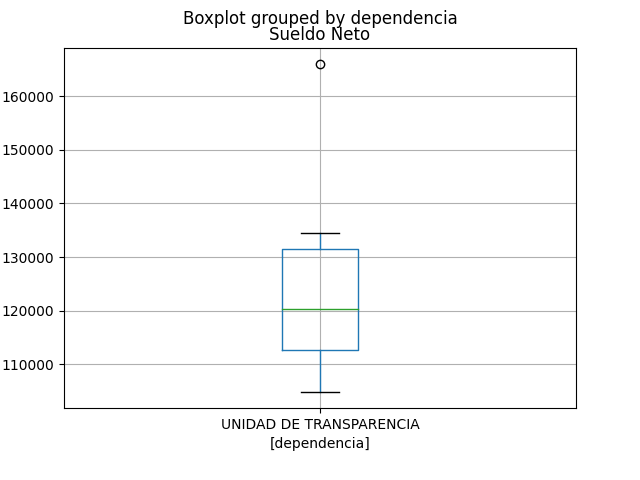 Boxplot grouped by dependencia
Sueldo Neto
160000
150000
140000
130000
120000
110000
UNIDAD DE TRANSPARENCIA
[dependencia]